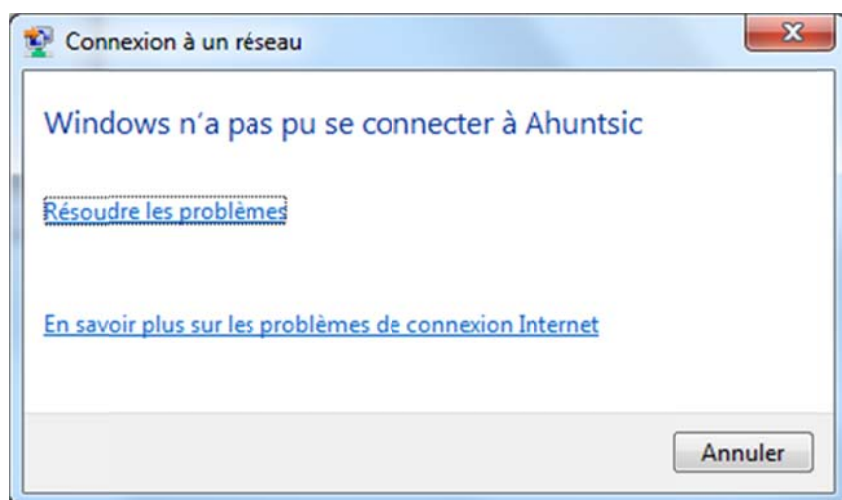 Connexion à un réseau
Windows n'a pas pu se connecter à Ahuntsic
Résoudre les problèmes
En savoir plus sur les problèmes de connexion Internet
Annuler